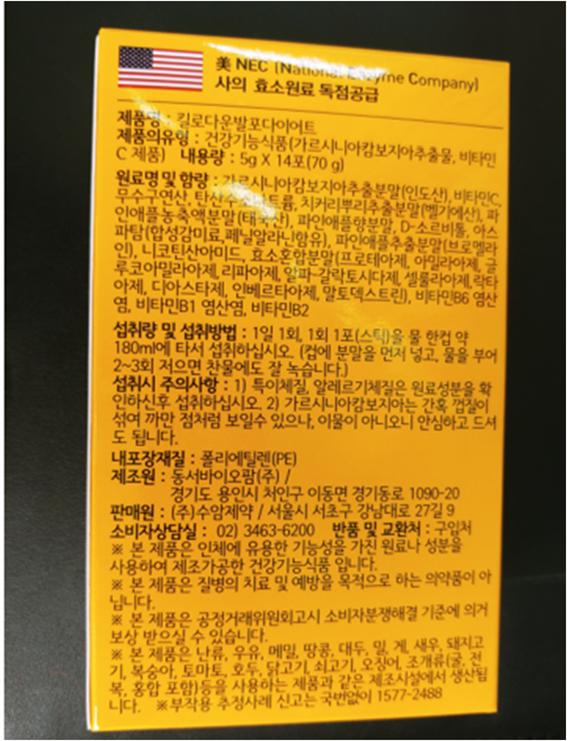 美 NEC (National Enzyme Company)
사의 효소원료 독점공급
제품명 : 킬로다운발포다이어트
제품의유형 : 건강기능식품(가르시니아캄보지아추출물, 비타민
C 제품) 내용량 : 5g X 14포(70 g)
원료명 및 함량 : 가르시니아캄보지아추출분말(인도산), 비타민C,
무수구연산, 탄산수소나트륨, 치커리뿌리추출분말(벨기에산), 파
인애플농축액분말(태국산), 파인애플향분말, D-소르비톨, 아스
파탐(합성감미료,페닐알라닌함유), 파인애플추출분말(브로멜라
인), 니코틴산아미드, 효소혼합분말(프로테아제, 아밀라아제, 글
루코아밀라아제, 리파아제, 알파-갈락토시다제, 셀룰라아제,락타
아제, 디아스타제, 인베르타아제, 말토덱스트린), 비타민B6 염산
염, 비타민B1 염산염, 비타민B2
섭취량 및 섭취방법 : 1일 1회, 1회 1포(스틱)을 물 한컵 약
180ml에 타서 섭취하십시오. (컵에 분말을 먼저 넣고, 물을 부어
2~3회 저으면 찬물에도 잘 녹습니다.)
섭취시 주의사항 : 1) 특이체질, 알레르기체질은 원료성분을 확
인하신후 섭취하십시오. 2) 가르시니아캄보지아는 간혹 껍질이
섞여 까만 점처럼 보일수 있으나, 이물이 아니오니 안심하고 드셔
도 됩니다.
내포장재질 : 폴리에틸렌(PE)
제조원 : 동서바이오팜(주) /
경기도 용인시 처인구 이동면 경기동로 1090-20
판매원 : (주)수암제약 / 서울시 서초구 강남대로 27길 9
소비자상담실 : 02) 3463-6200 반품 및 교환처 : 구입처
※ 본 제품은 인체에 유용한 기능성을 가진 원료나 성분을
사용하여 제조가공한 건강기능식품 입니다.
※ 본 제품은 질병의 치료 및 예방을 목적으로 하는 의약품이 아
닙니다.
※ 본 제품은 공정거래위원회고시 소비자분쟁해결 기준에 의거
보상 받으실 수 있습니다.
※ 본 제품은 난류, 우유, 메밀, 땅콩, 대두, 밀, 게, 새우, 돼지고
기, 복숭아, 토마토, 호두, 닭고기, 쇠고기, 오징어, 조개류(굴, 전
복, 홍합 포함)등을 사용하는 제품과 같은 제조시설에서 생산됩
니다. ※부작용 추정사례 신고는 국번없이 1577-2488